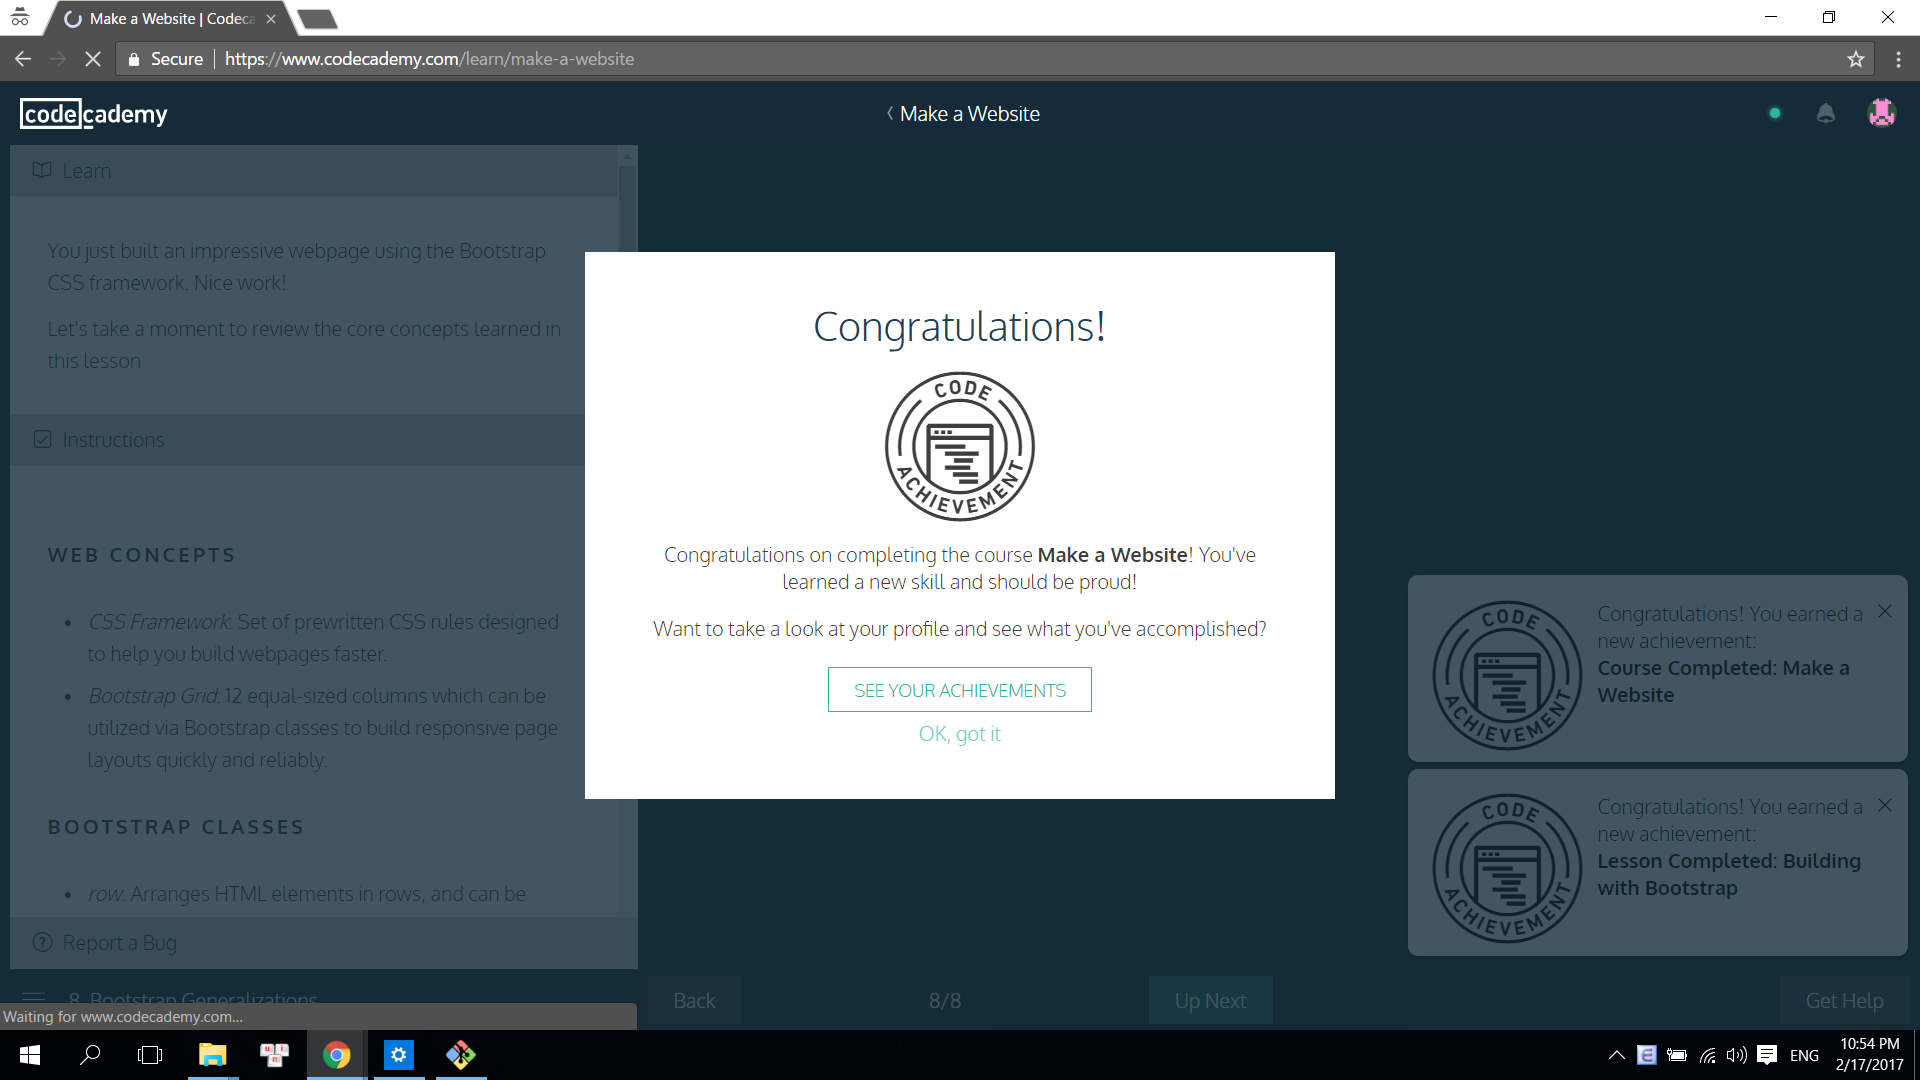 Make a Website | Codeca
Secure
https://www.codecademy.com/learn/make-a-website
codecademy
Make a Website
Learn
You just built an impressive webpage using the Bootstrap
CSS framework. Nice work!
Let's take a moment to review the core concepts learned in
this lesson
Instructions
WEB CONCEPTS
CSS Framework: Set of prewritten CSS rules designed
to help you build webpages faster.
Bootstrap Grid: 12 equal-sized columns which can be
utilized via Bootstrap classes to build responsive page
layouts quickly and reliably.
BOOTSTRAP CLASSES
row: Arranges HTML elements in rows, and can be
Report a Bug
8. Bootstrap Generalizations
Waiting for www.codecademy.com...
Congratulations!
CODE
ACHIEVEMENT
Congratulations on completing the course Make a Website! You've
learned a new skill and should be proud!
Want to take a look at your profile and see what you've accomplished?
SEE YOUR ACHIEVEMENTS
OK, got it
CODE
ACHIEVEMENT
Congratulations! You earned a
new achievement:
Course Completed: Make a
Website
CODE
ACHIEVEMENT
Congratulations! You earned a
new achievement:
Lesson Completed: Building
with Bootstrap
Back
8/8
Up Next
Get Help
ENG
10:54 PM
2/17/2017